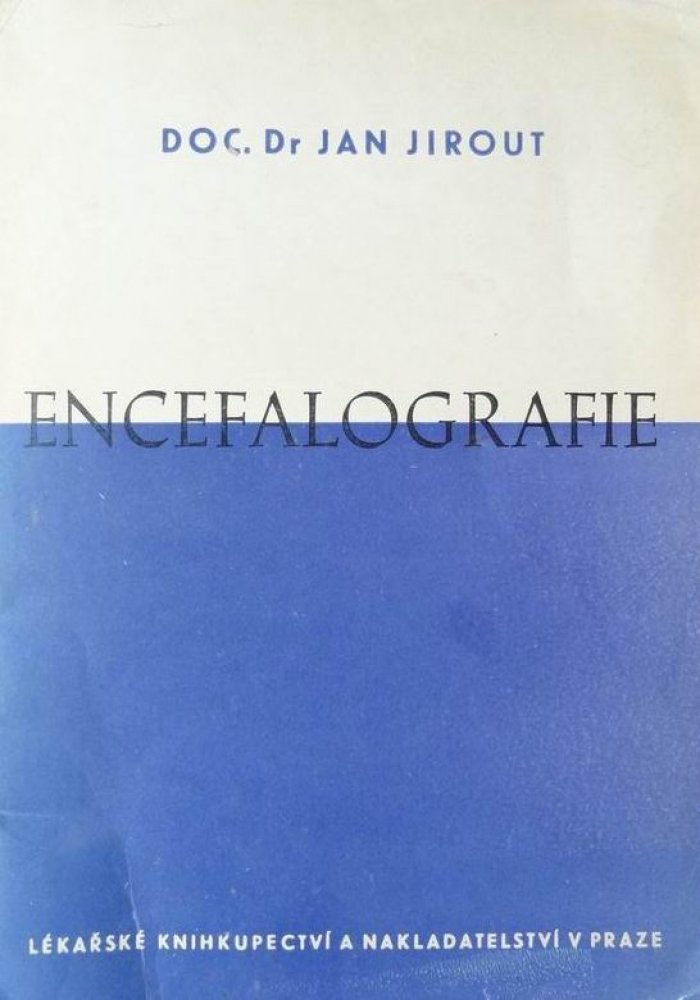 DOC. Dr JAN JIROUT
ENCEFALOGRAFIE
LÉKAŘSKÉ KNIHKUPECTVÍ A NAKLADATELSTVÍ V PRAZE